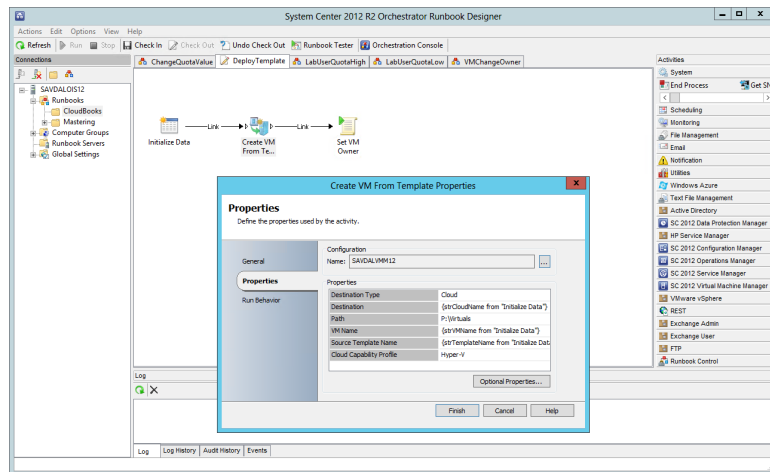 System Center 2012 R2 Orchestrator Runbook Designer
Actions Edit Options View Help
Refresh Run Stop Check In Check Out Undo Check Out Runbook Tester Orchestration Console
Connections
SAVDALOIS12
Runbooks
CloudBooks
Mastering
Computer Groups
Runbook Servers
Global Settings
ChangeQuotaValue DeployTemplate LabUserQuotaHigh LabUserQuotaLow VMChangeOwner
Link Link
Initialize Data Create VM From Te... Set VM Owner
Create VM From Template Properties
Properties
Define the properties used by the activity.
General
Properties
Run Behavior
Configuration
Name: SAVDALVMM12 ...
Properties
Destination Type Cloud
Destination {strCloudName from "Initialize Data"}
Path P:\Virtuals
VM Name {strVMName from "Initialize Data"}
Source Template Name {strTemplateName from "Initialize Dat
Cloud Capability Profile Hyper-V
Optional Properties...
Finish Cancel Help
Log
Log Log History Audit History Events
Activities
System
End Process Get SN
Scheduling
Monitoring
File Management
Email
Notification
Utilities
Windows Azure
Text File Management
Active Directory
SC 2012 Data Protection Manager
HP Service Manager
SC 2012 Configuration Manager
SC 2012 Operations Manager
SC 2012 Service Manager
SC 2012 Virtual Machine Manager
VMware vSphere
REST
Exchange Admin
Exchange User
FTP
Runbook Control